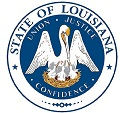 STATE OF LOUISIANA
UNION · JUSTICE
CONFIDENCE